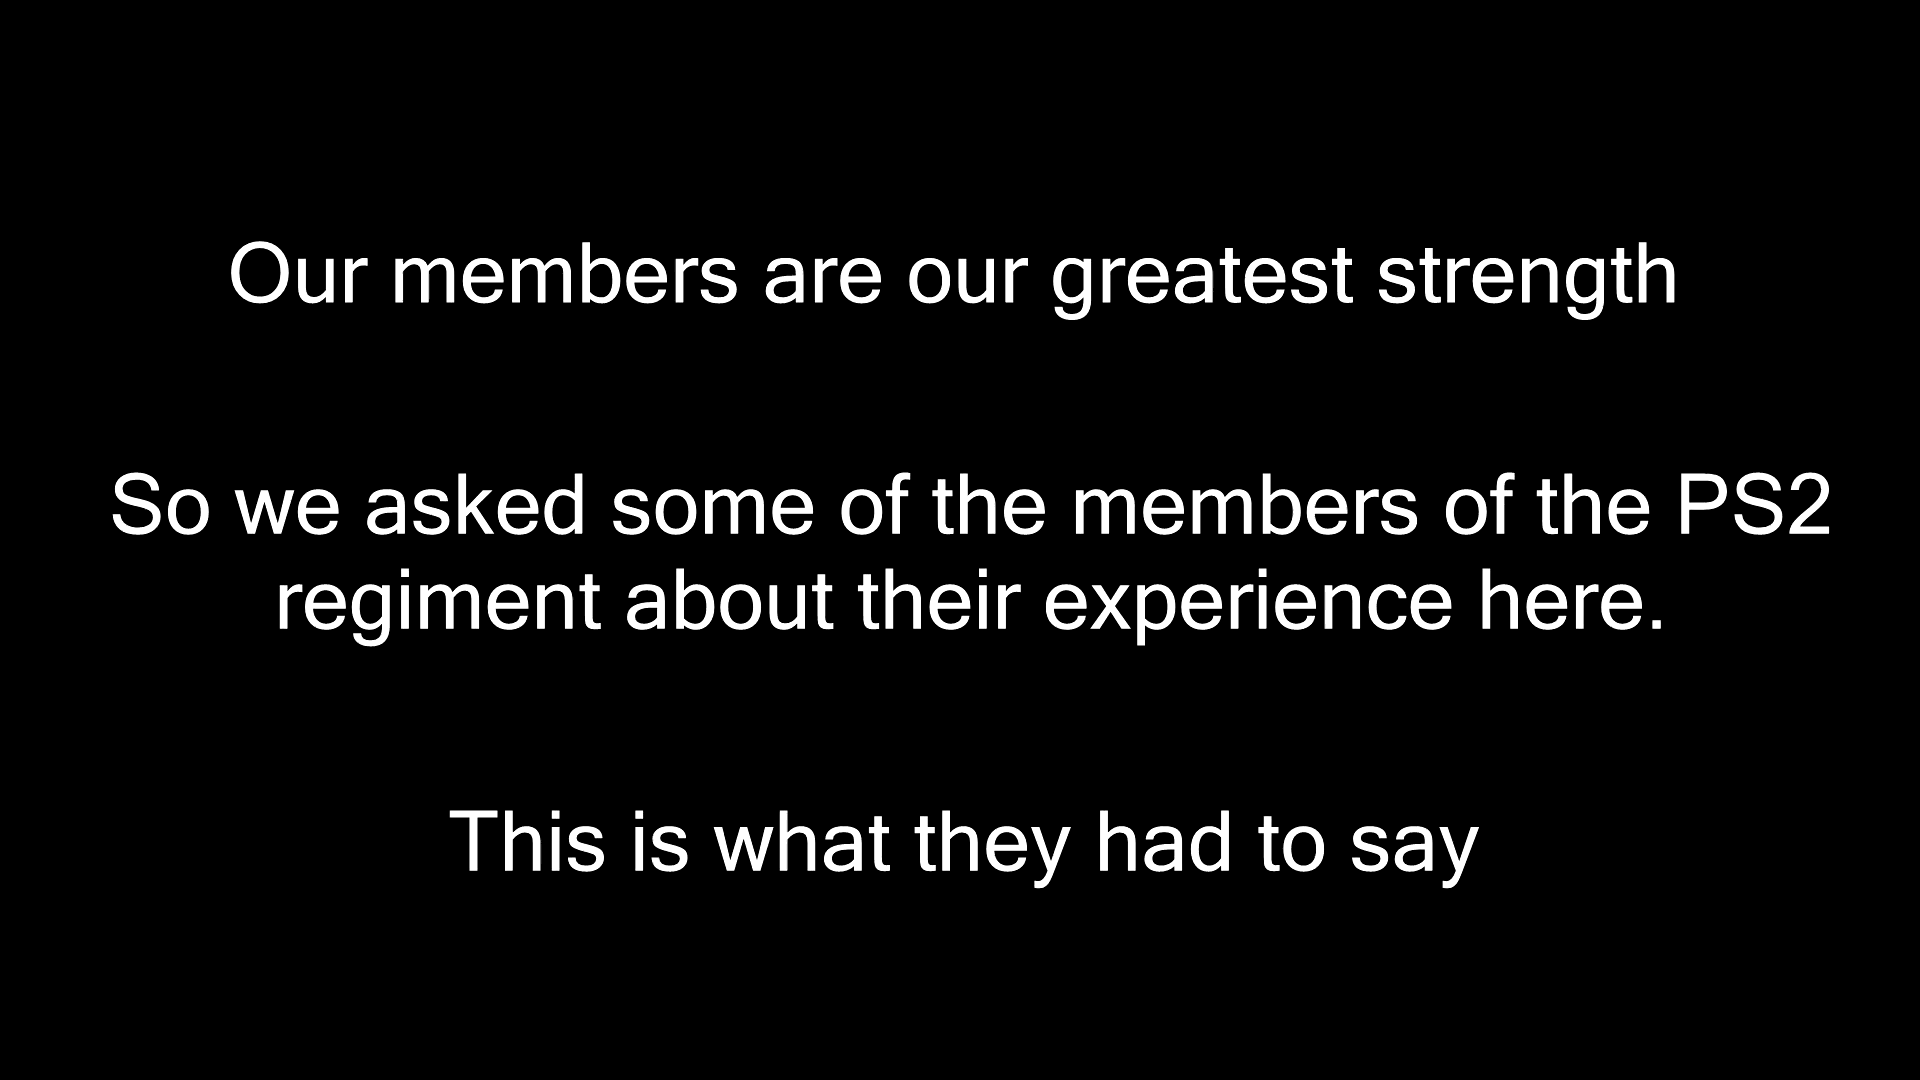 Our members are our greatest strength
So we asked some of the members of the PS2
regiment about their experience here.
This is what they had to say